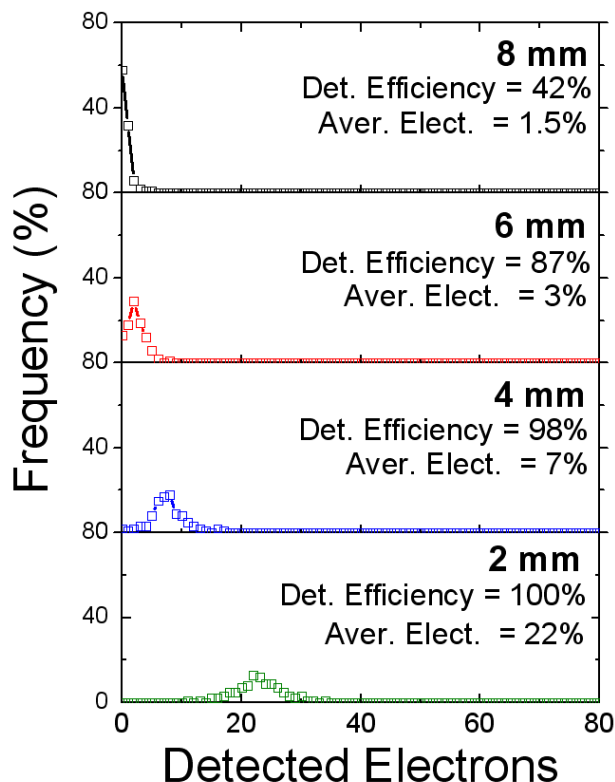 80
8 mm
Det. Efficiency = 42%
40
Aver. Elect. = 1.5%
80
6 mm
Det. Efficiency = 87%
40
Aver. Elect. = 3%
80
4 mm
Det. Efficiency = 98%
40
Aver. Elect. = 7%
80
2 mm
Det. Efficiency = 100%
40
Aver. Elect. = 22%
0
0 20 40 60 80
Detected Electrons
Frequency (%)